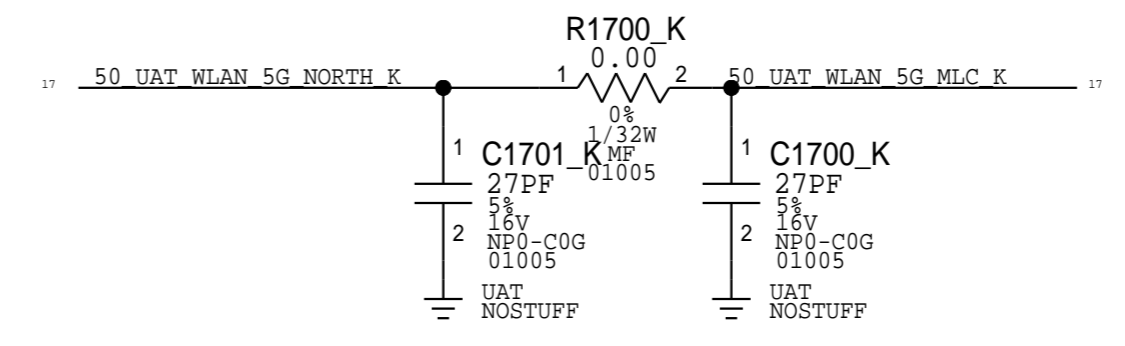 R1700_K
0.00
17 50_UAT_WLAN_5G_NORTH_K 1 2 50_UAT_WLAN_5G_MLC_K 17
0%
1/32W
MF
01005
1 C1701_K
27PF
5%
16V
2 NP0-C0G
01005
UAT
NOSTUFF
1 C1700_K
27PF
5%
16V
2 NP0-C0G
01005
UAT
NOSTUFF